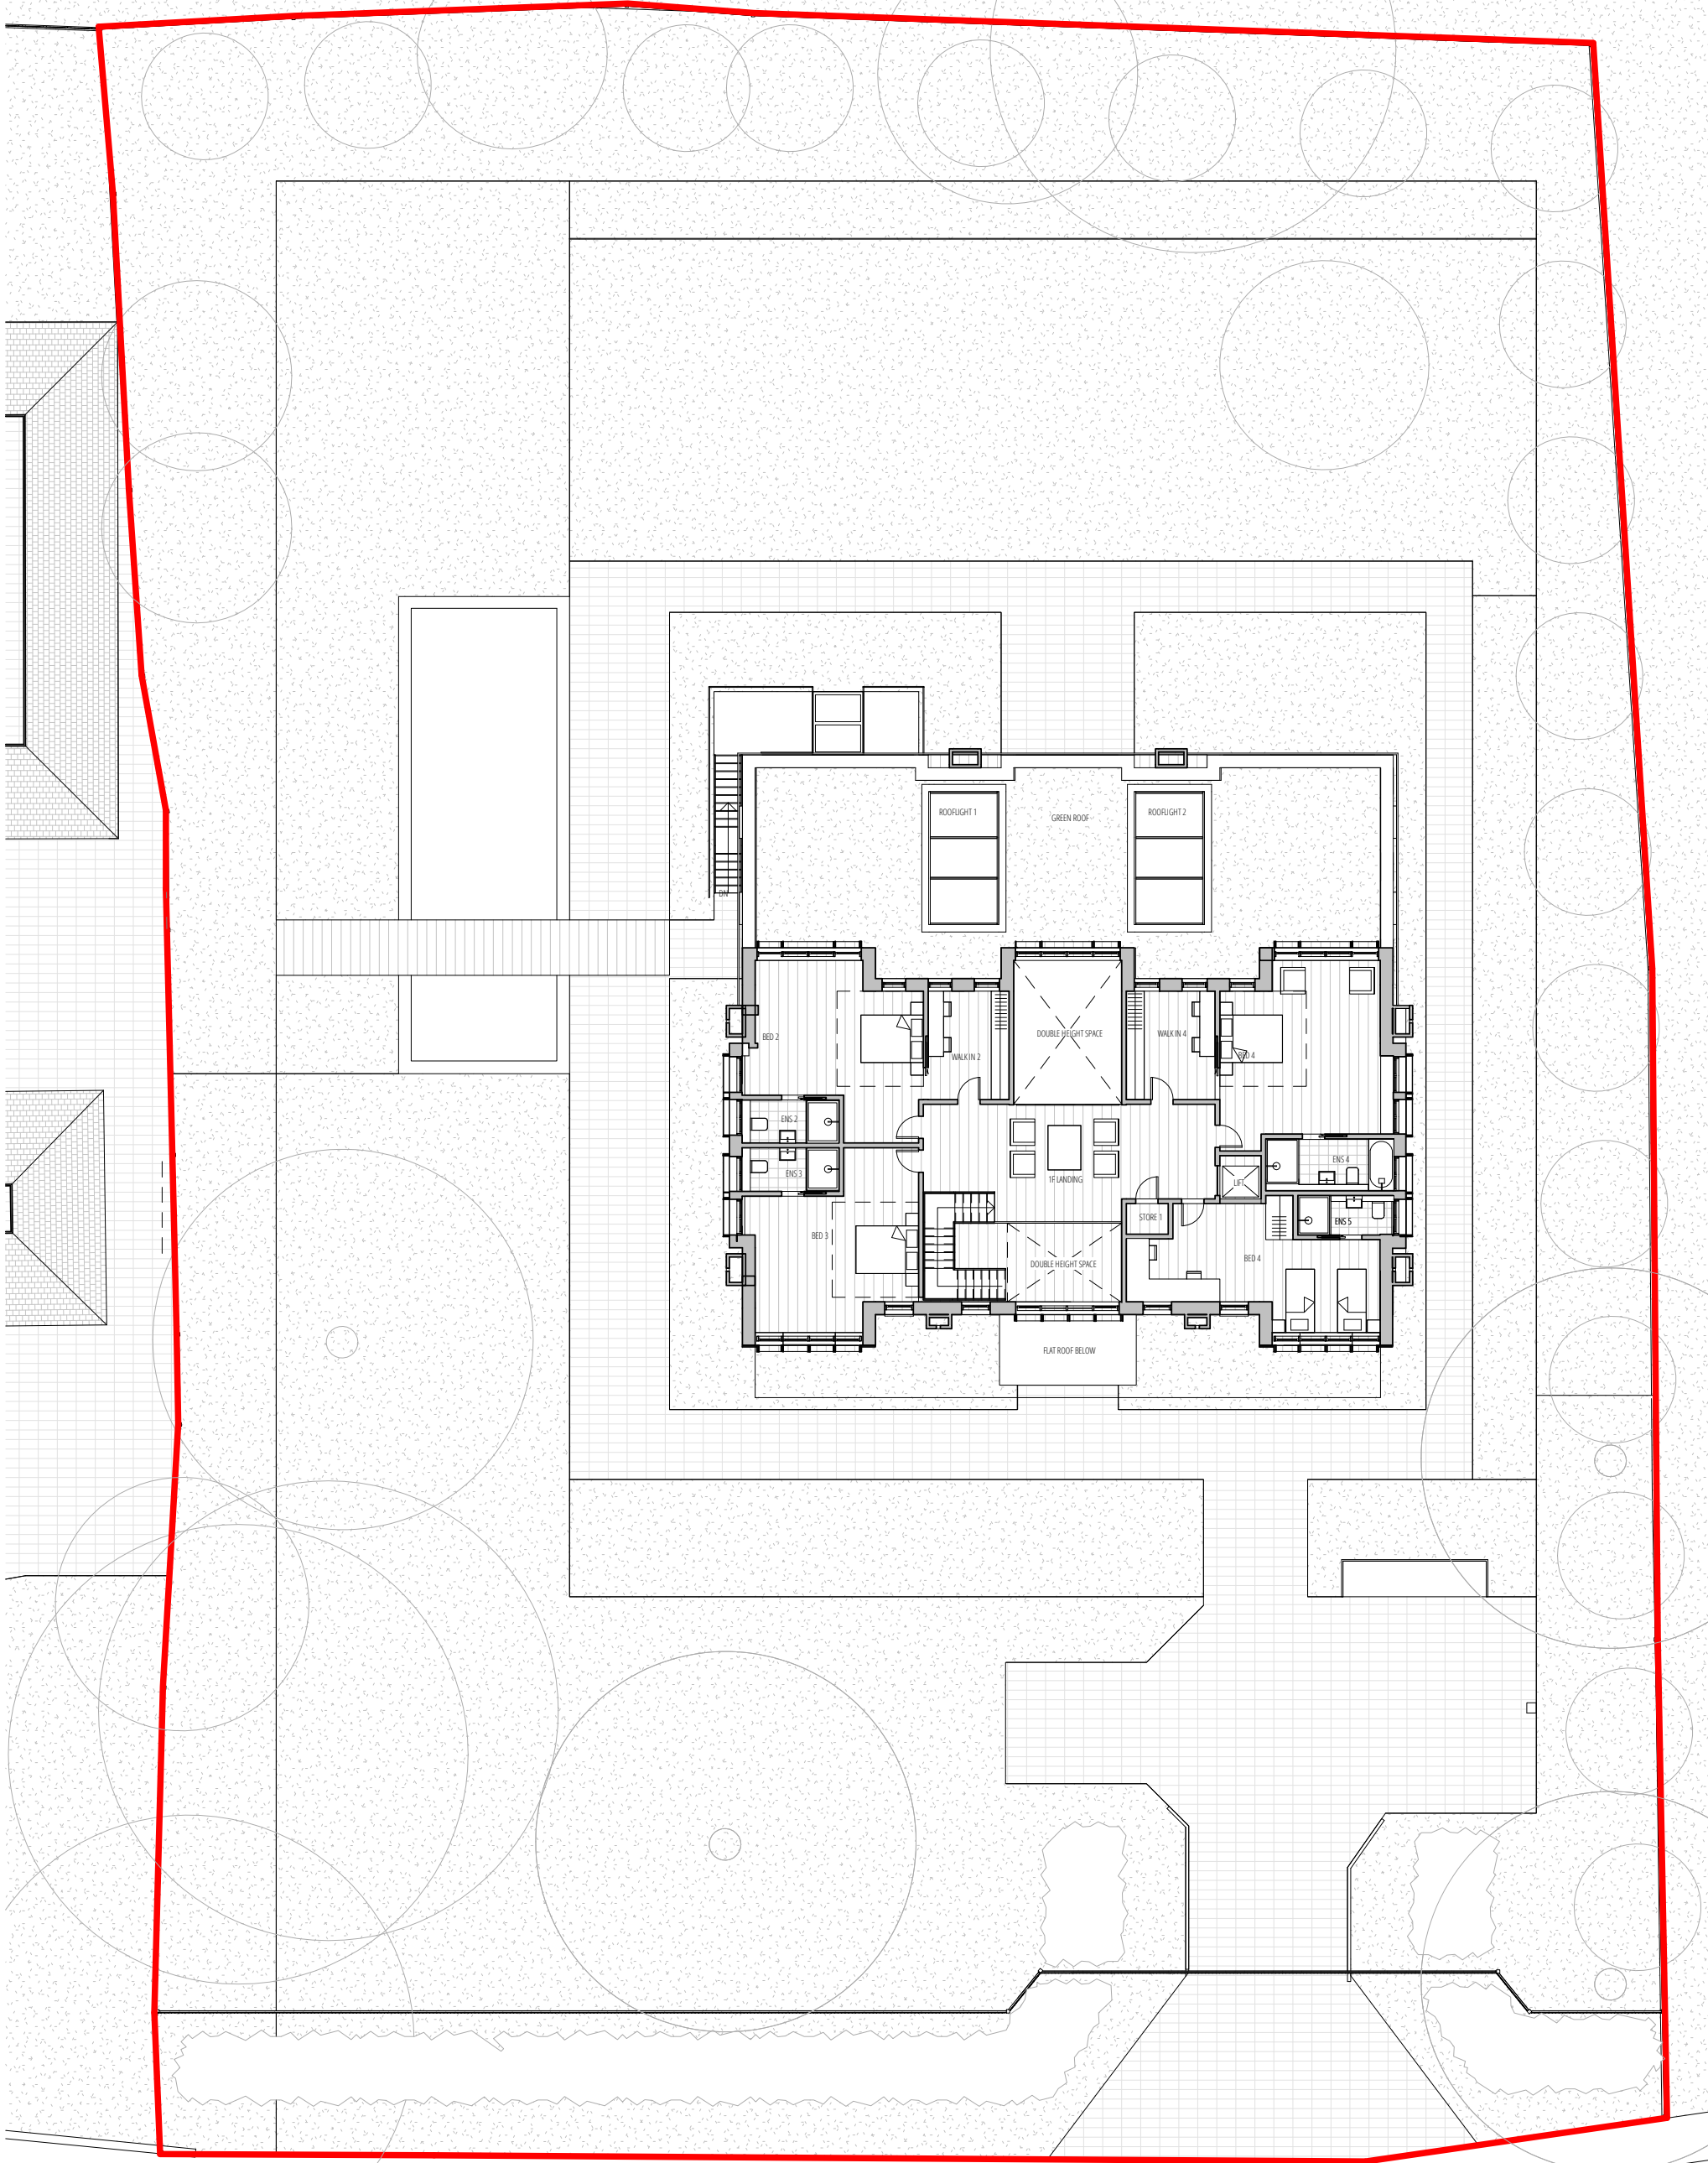 ROOFLIGHT 1
GREEN ROOF
ROOFLIGHT 2
DN
BED 2
WALK IN 2
DOUBLE HEIGHT SPACE
WALK IN 4
BED 4
ENS 2
ENS 3
1F LANDING
ENS 4
LIFT
STORE 1
ENS 5
BED 3
DOUBLE HEIGHT SPACE
BED 4
FLAT ROOF BELOW